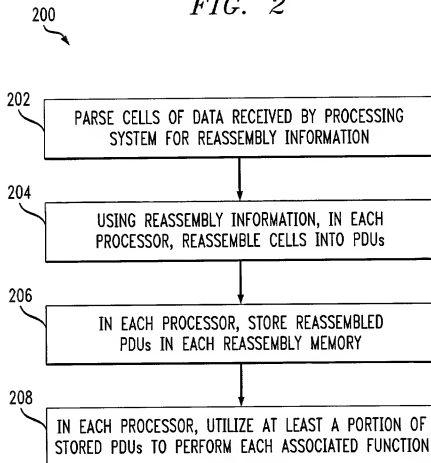 FIG. 2
200
202
PARSE CELLS OF DATA RECEIVED BY PROCESSING
SYSTEM FOR REASSEMBLY INFORMATION
204
USING REASSEMBLY INFORMATION, IN EACH
PROCESSOR, REASSEMBLE CELLS INTO PDUs
206
IN EACH PROCESSOR, STORE REASSEMBLED
PDUs IN EACH REASSEMBLY MEMORY
208
IN EACH PROCESSOR, UTILIZE AT LEAST A PORTION OF
STORED PDUs TO PERFORM EACH ASSOCIATED FUNCTION